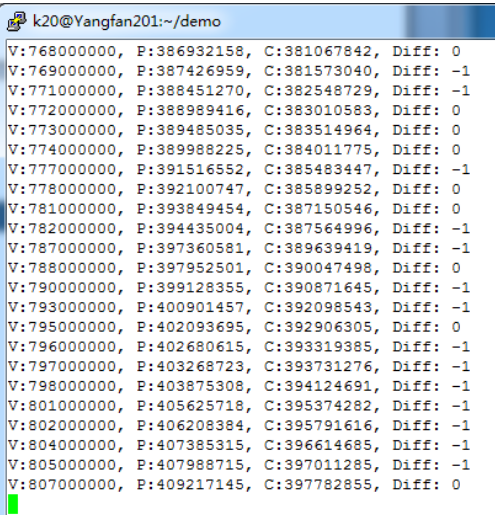 k20@Yangfan201:~/demo
V:768000000, P:386932158, C:381067842, Diff: 0
V:769000000, P:387426959, C:381573040, Diff: -1
V:771000000, P:388451270, C:382548729, Diff: -1
V:772000000, P:388989416, C:383010583, Diff: 0
V:773000000, P:389485035, C:383514964, Diff: 0
V:774000000, P:389988225, C:384011775, Diff: 0
V:777000000, P:391516552, C:385483447, Diff: -1
V:778000000, P:392100747, C:385899252, Diff: 0
V:781000000, P:393849454, C:387150546, Diff: 0
V:782000000, P:394435004, C:387564996, Diff: -1
V:787000000, P:397360581, C:389639419, Diff: -1
V:788000000, P:397952501, C:390047498, Diff: 0
V:790000000, P:399128355, C:390871645, Diff: -1
V:793000000, P:400901457, C:392098543, Diff: -1
V:795000000, P:402093695, C:392906305, Diff: 0
V:796000000, P:402680615, C:393319385, Diff: -1
V:797000000, P:403268723, C:393731276, Diff: -1
V:798000000, P:403875308, C:394124691, Diff: -1
V:801000000, P:405625718, C:395374282, Diff: -1
V:802000000, P:406208384, C:395791616, Diff: -1
V:804000000, P:407385315, C:396614685, Diff: -1
V:805000000, P:407988715, C:397011285, Diff: -1
V:807000000, P:409217145, C:397782855, Diff: 0